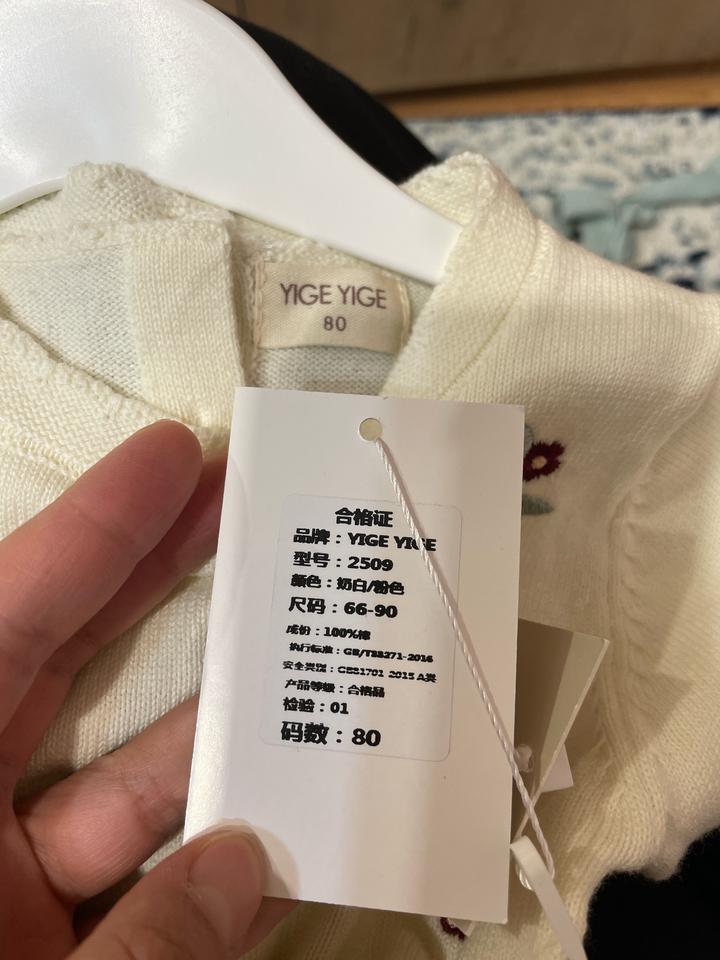 YIGE YIGE
80
合格证
品牌：YIGE YIGE
型号：2509
颜色：奶白/粉色
尺码：66-90
成份：100%棉
执行标准：GB/T33271-2016
安全类别：GB31701-2015 A类
产品等级：合格品
检验：01
码数：80